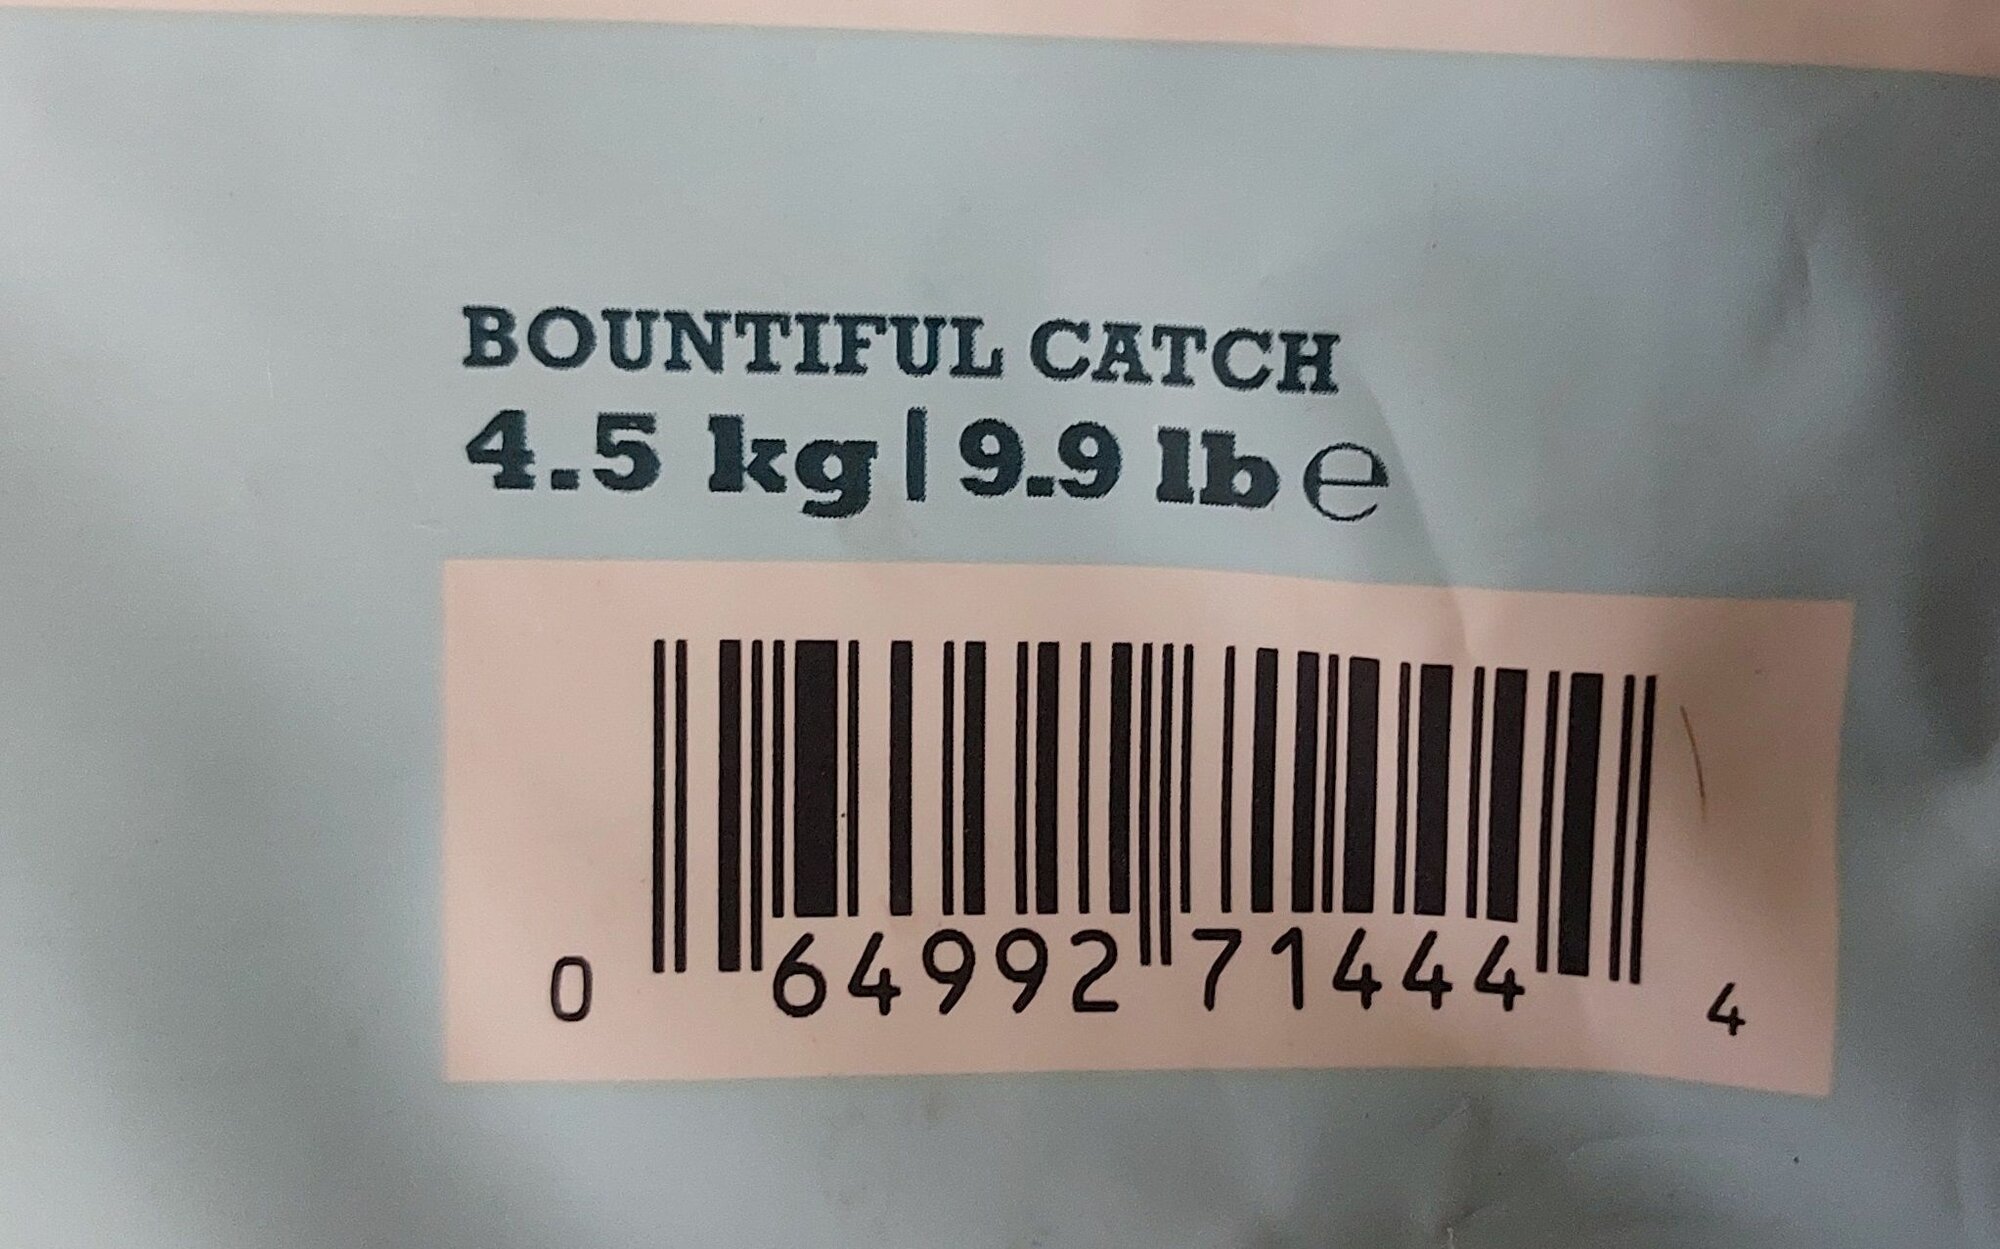 BOUNTIFUL CATCH
4.5 kg | 9.9 lb ℮
0 64992 71444 4